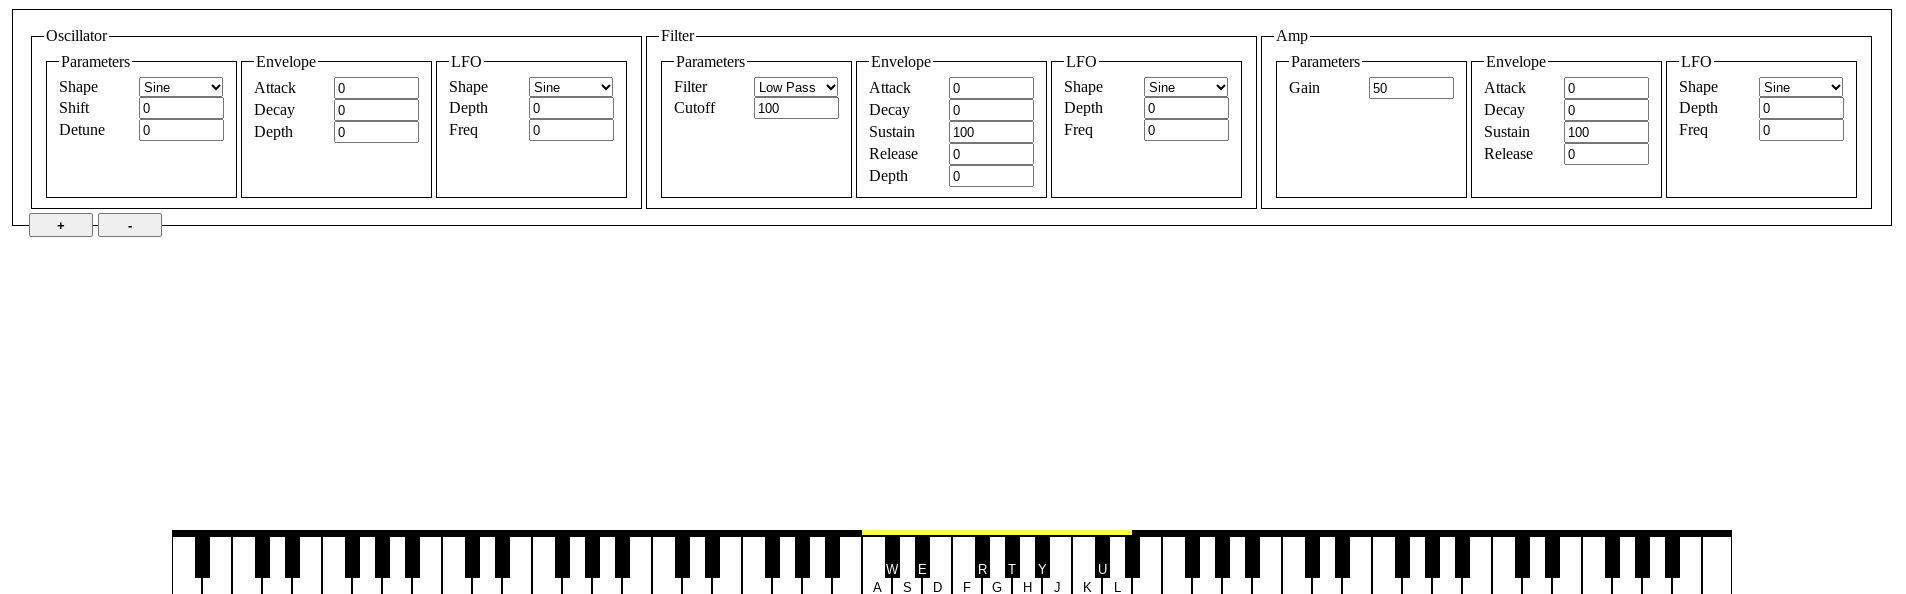 Oscillator Filter Amp
Parameters Envelope LFO Parameters Envelope LFO Parameters Envelope LFO
Shape Sine Attack 0 Shape Sine Filter Low Pass Attack 0 Shape Sine Gain 50 Attack 0 Shape Sine
Shift 0 Decay 0 Depth 0 Cutoff 100 Decay 0 Depth 0 Decay 0 Depth 0
Detune 0 Depth 0 Freq 0 Sustain 100 Freq 0 Sustain 100 Freq 0
Release 0 Release 0
Depth 0
+ -
W E R T Y U
A S D F G H J K L